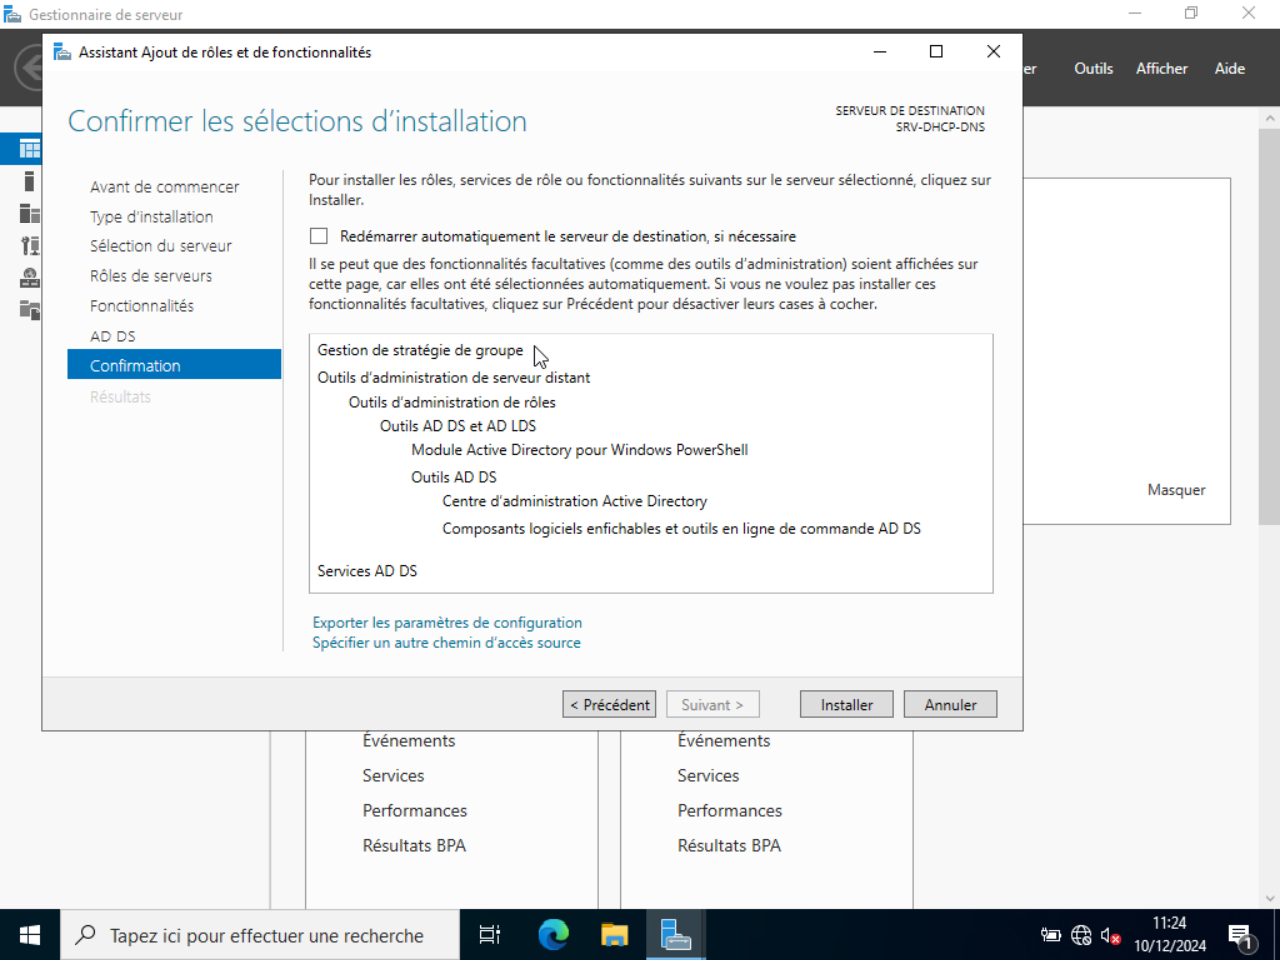 Gestionnaire de serveur
Assistant Ajout de rôles et de fonctionnalités
er
Outils
Afficher
Aide
Confirmer les sélections d’installation
SERVEUR DE DESTINATION
SRV-DHCP-DNS
Avant de commencer
Type d’installation
Sélection du serveur
Rôles de serveurs
Fonctionnalités
AD DS
Confirmation
Résultats
Pour installer les rôles, services de rôle ou fonctionnalités suivants sur le serveur sélectionné, cliquez sur
Installer.
Redémarrer automatiquement le serveur de destination, si nécessaire
Il se peut que des fonctionnalités facultatives (comme des outils d’administration) soient affichées sur
cette page, car elles ont été sélectionnées automatiquement. Si vous ne voulez pas installer ces
fonctionnalités facultatives, cliquez sur Précédent pour désactiver leurs cases à cocher.
Gestion de stratégie de groupe
Outils d’administration de serveur distant
Outils d’administration de rôles
Outils AD DS et AD LDS
Module Active Directory pour Windows PowerShell
Outils AD DS
Centre d’administration Active Directory
Composants logiciels enfichables et outils en ligne de commande AD DS
Services AD DS
Exporter les paramètres de configuration
Spécifier un autre chemin d’accès source
< Précédent
Suivant >
Installer
Annuler
Masquer
Événements
Services
Performances
Résultats BPA
Événements
Services
Performances
Résultats BPA
Tapez ici pour effectuer une recherche
11:24
10/12/2024
1